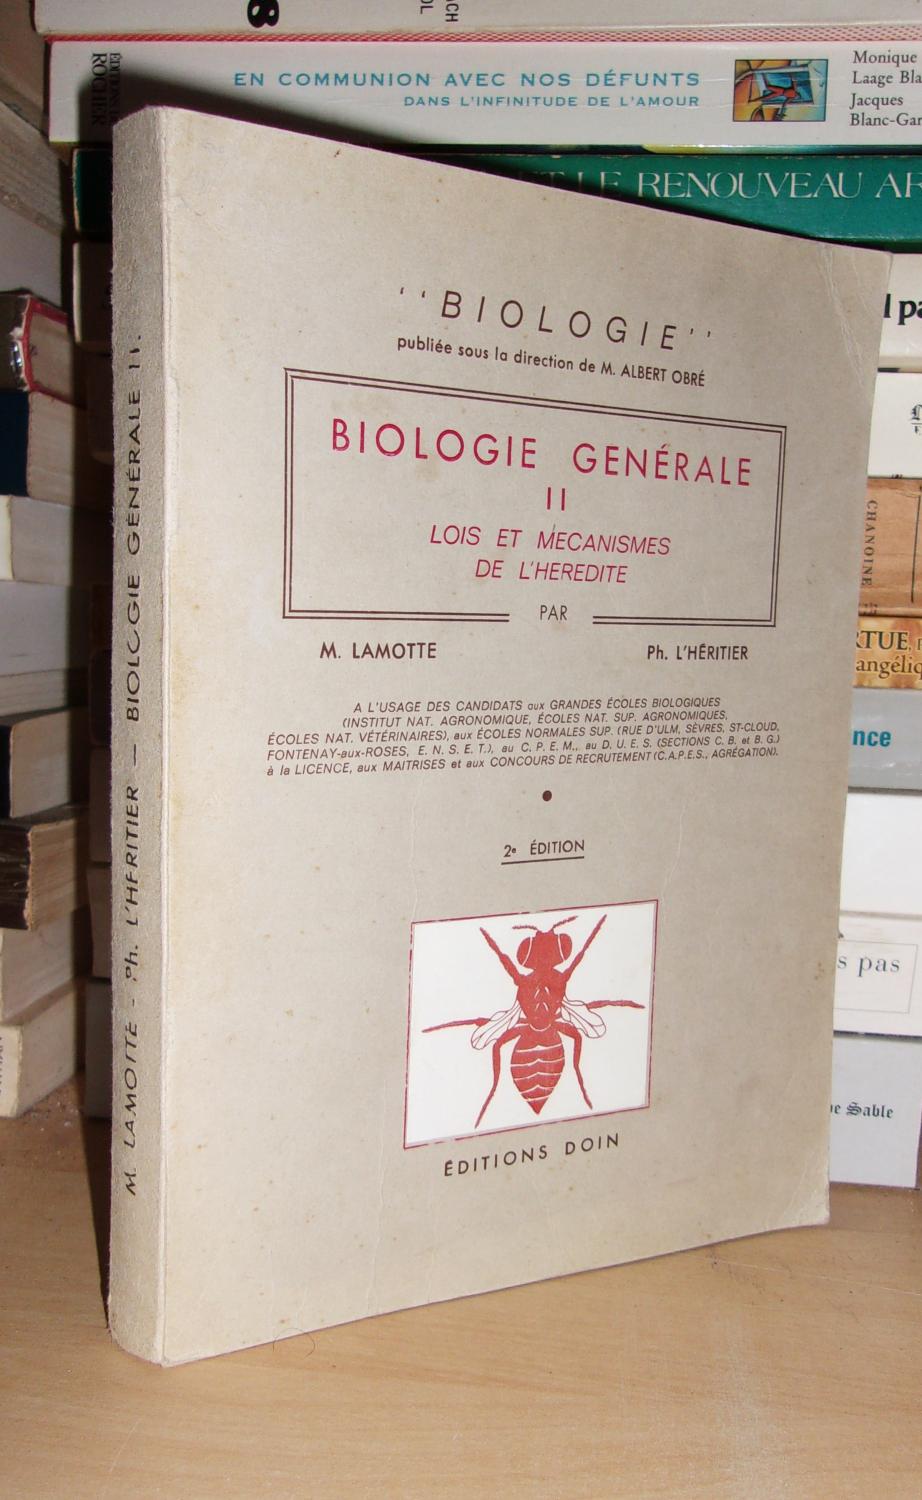 EN COMMUNION AVEC NOS DÉFUNTS
DANS L'INFINITUDE DE L'AMOUR
Monique
Jacques
ROCHER
LE RENOUVEAU
CHANOINE
nce
s pas
Sable
''BIOLOGIE''
publiée sous la direction de M. ALBERT OBRÉ
BIOLOGIE GENÉRALE
II
LOIS ET MECANISMES
DE L'HEREDITE
PAR
M. LAMOTTE
Ph. L'HÉRITIER
A L'USAGE DES CANDIDATS aux GRANDES ÉCOLES BIOLOGIQUES
(INSTITUT NAT. AGRONOMIQUE, ÉCOLES NAT. SUP. AGRONOMIQUES,
ÉCOLES NAT. VÉTÉRINAIRES), aux ÉCOLES NORMALES SUP. (RUE D'ULM, SÈVRES, ST-CLOUD,
FONTENAY-aux-ROSES, E. N. S. E. T.), au C. P. E. M., au D. U. E. S. (SECTIONS C. B. et B. G.)
à la LICENCE, aux MAITRISES et aux CONCOURS DE RECRUTEMENT (C.A.P.E.S., AGRÉGATION).
2e ÉDITION
ÉDITIONS DOIN
M. LAMOTTE - Ph. L'HÉRITIER — BIOLOGIE GÉNÉRALE II.